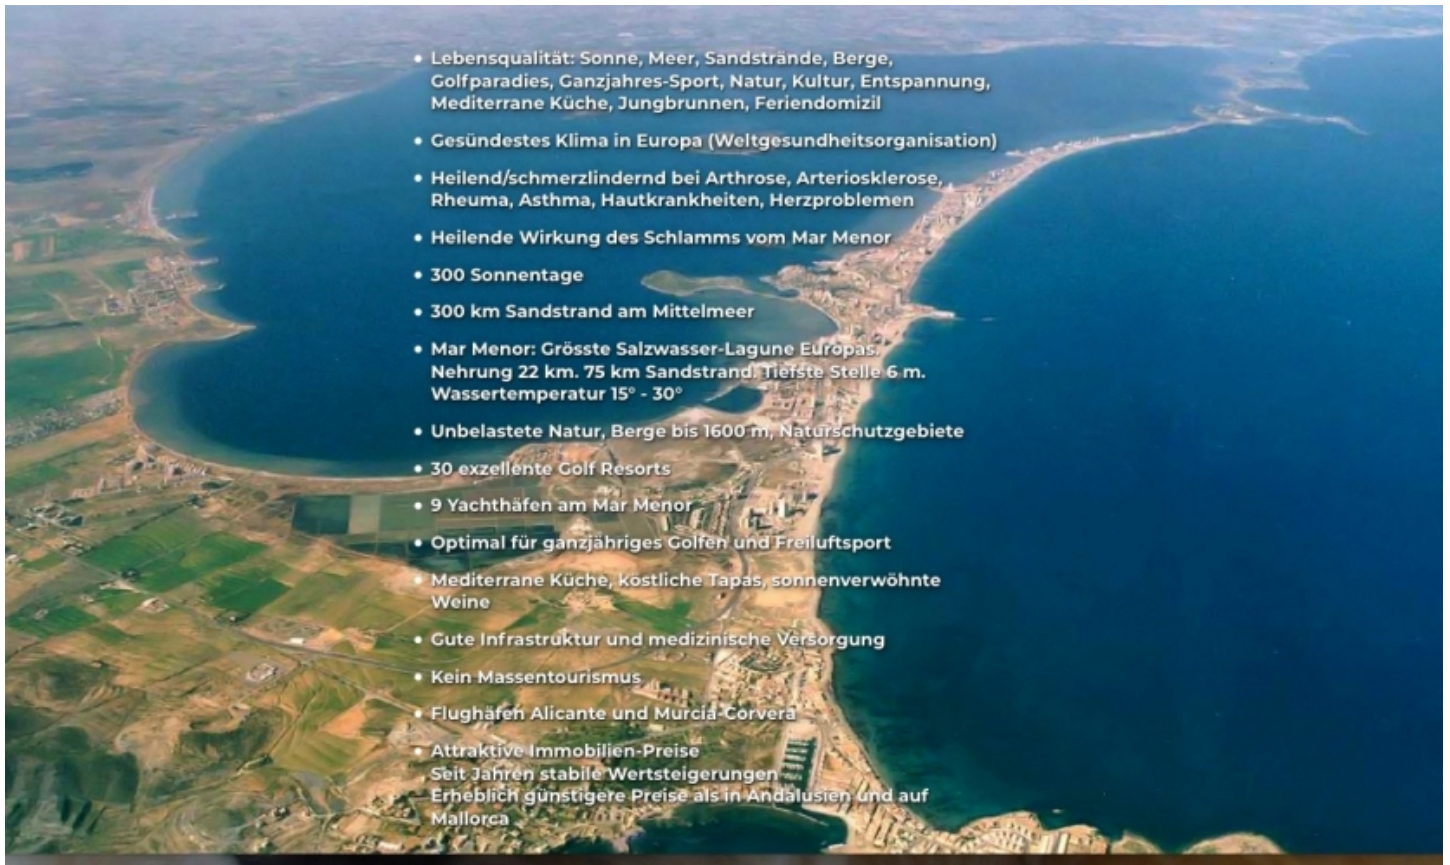 • Lebensqualität: Sonne, Meer, Sandstrände, Berge,
Golfparadies, Ganzjahres-Sport, Natur, Kultur, Entspannung,
Mediterrane Küche, Jungbrunnen, Feriendomizil
• Gesündestes Klima in Europa (Weltgesundheitsorganisation)
• Heilend/schmerzlindernd bei Arthrose, Arteriosklerose,
Rheuma, Asthma, Hautkrankheiten, Herzproblemen
• Heilende Wirkung des Schlamms vom Mar Menor
• 300 Sonnentage
• 300 km Sandstrand am Mittelmeer
• Mar Menor: Grösste Salzwasser-Lagune Europas.
Nehrung 22 km. 75 km Sandstrand. Tiefste Stelle 6 m.
Wassertemperatur 15° - 30°
• Unbelastete Natur, Berge bis 1600 m, Naturschutzgebiete
• 30 exzellente Golf Resorts
• 9 Yachthäfen am Mar Menor
• Optimal für ganzjähriges Golfen und Freiluftsport
• Mediterrane Küche, köstliche Tapas, sonnenverwöhnte
Weine
• Gute Infrastruktur und medizinische Versorgung
• Kein Massentourismus
• Flughäfen Alicante und Murcia-Corvera
• Attraktive Immobilien-Preise
Seit Jahren stabile Wertsteigerungen
Erheblich günstigere Preise als in Andalusien und auf
Mallorca